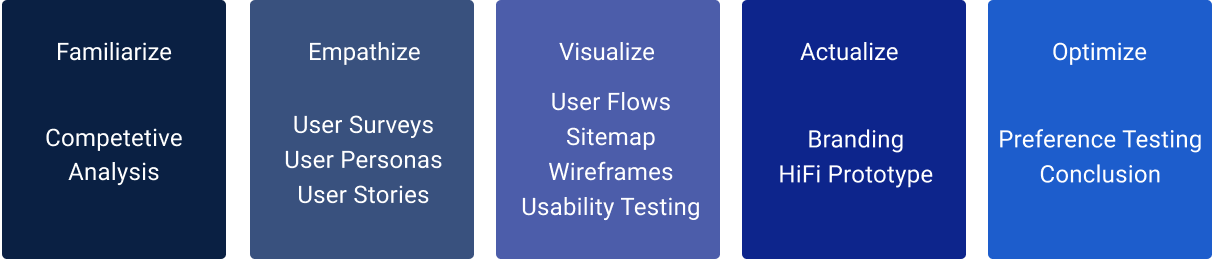 Familiarize
Competetive
Analysis
Empathize
User Surveys
User Personas
User Stories
Visualize
User Flows
Sitemap
Wireframes
Usability Testing
Actualize
Branding
HiFi Prototype
Optimize
Preference Testing
Conclusion